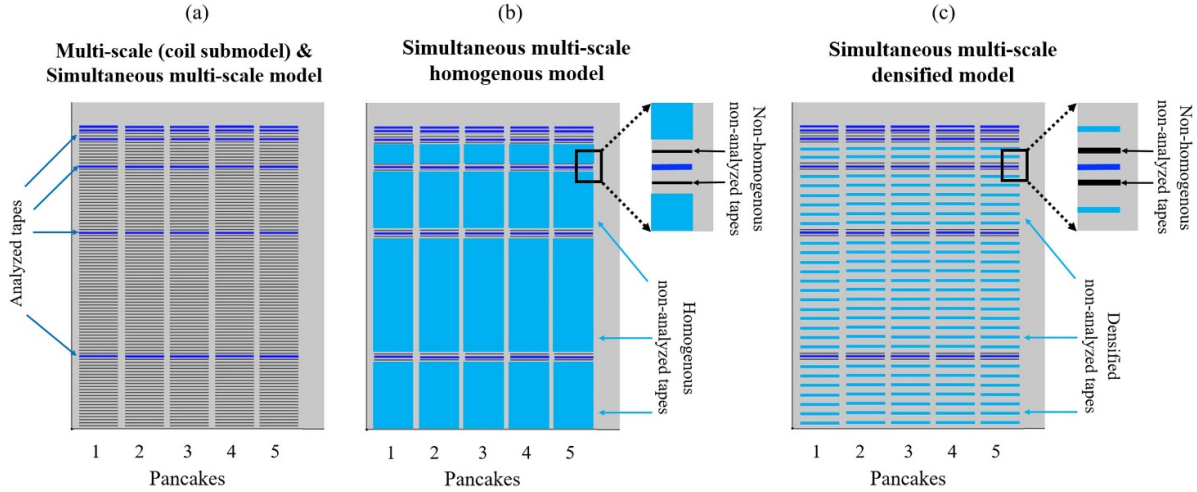 (a)
Multi-scale (coil submodel) &
Simultaneous multi-scale model
Analyzed tapes
1 2 3 4 5
Pancakes
(b)
Simultaneous multi-scale
homogenous model
Non-homogenous
non-analyzed tapes
Homogenous
non-analyzed tapes
1 2 3 4 5
Pancakes
(c)
Simultaneous multi-scale
densified model
Non-homogenous
non-analyzed tapes
Densified
non-analyzed tapes
1 2 3 4 5
Pancakes